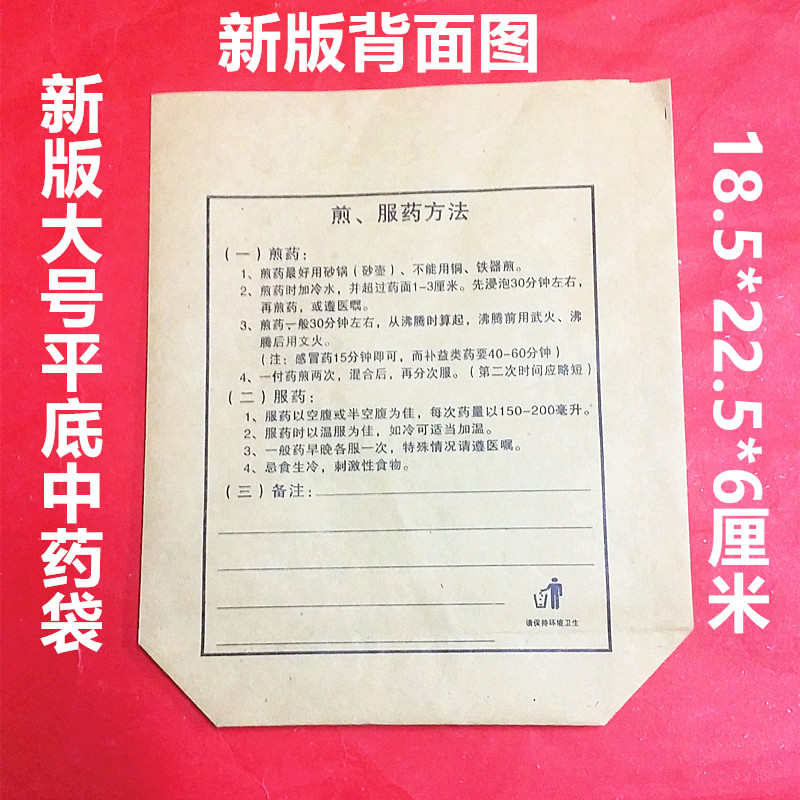 新版背面图
新版大号平底中药袋
18.5*22.5*6厘米
煎、服药方法
(一)煎药：
1、煎药最好用砂锅(砂壶)、不能用铜、铁器煎。
2、煎药时加冷水，并超过药面1-3厘米。先浸泡30分钟左右，
再煎药，或遵医嘱。
3、煎药一般30分钟左右，从沸腾时算起，沸腾前用武火、沸
腾后用文火。
(注：感冒药15分钟即可，而补益类药要40-60分钟)
4、一付药煎两次，混合后，再分次服。(第二次时间应略短)
(二)服药：
1、服药以空腹或半空腹为佳，每次药量以150-200毫升。
2、服药时以温服为佳，如冷可适当加温。
3、一般药早晚各服一次，特殊情况请遵医嘱。
4、忌食生冷，刺激性食物。
(三)备注：
请保持环境卫生